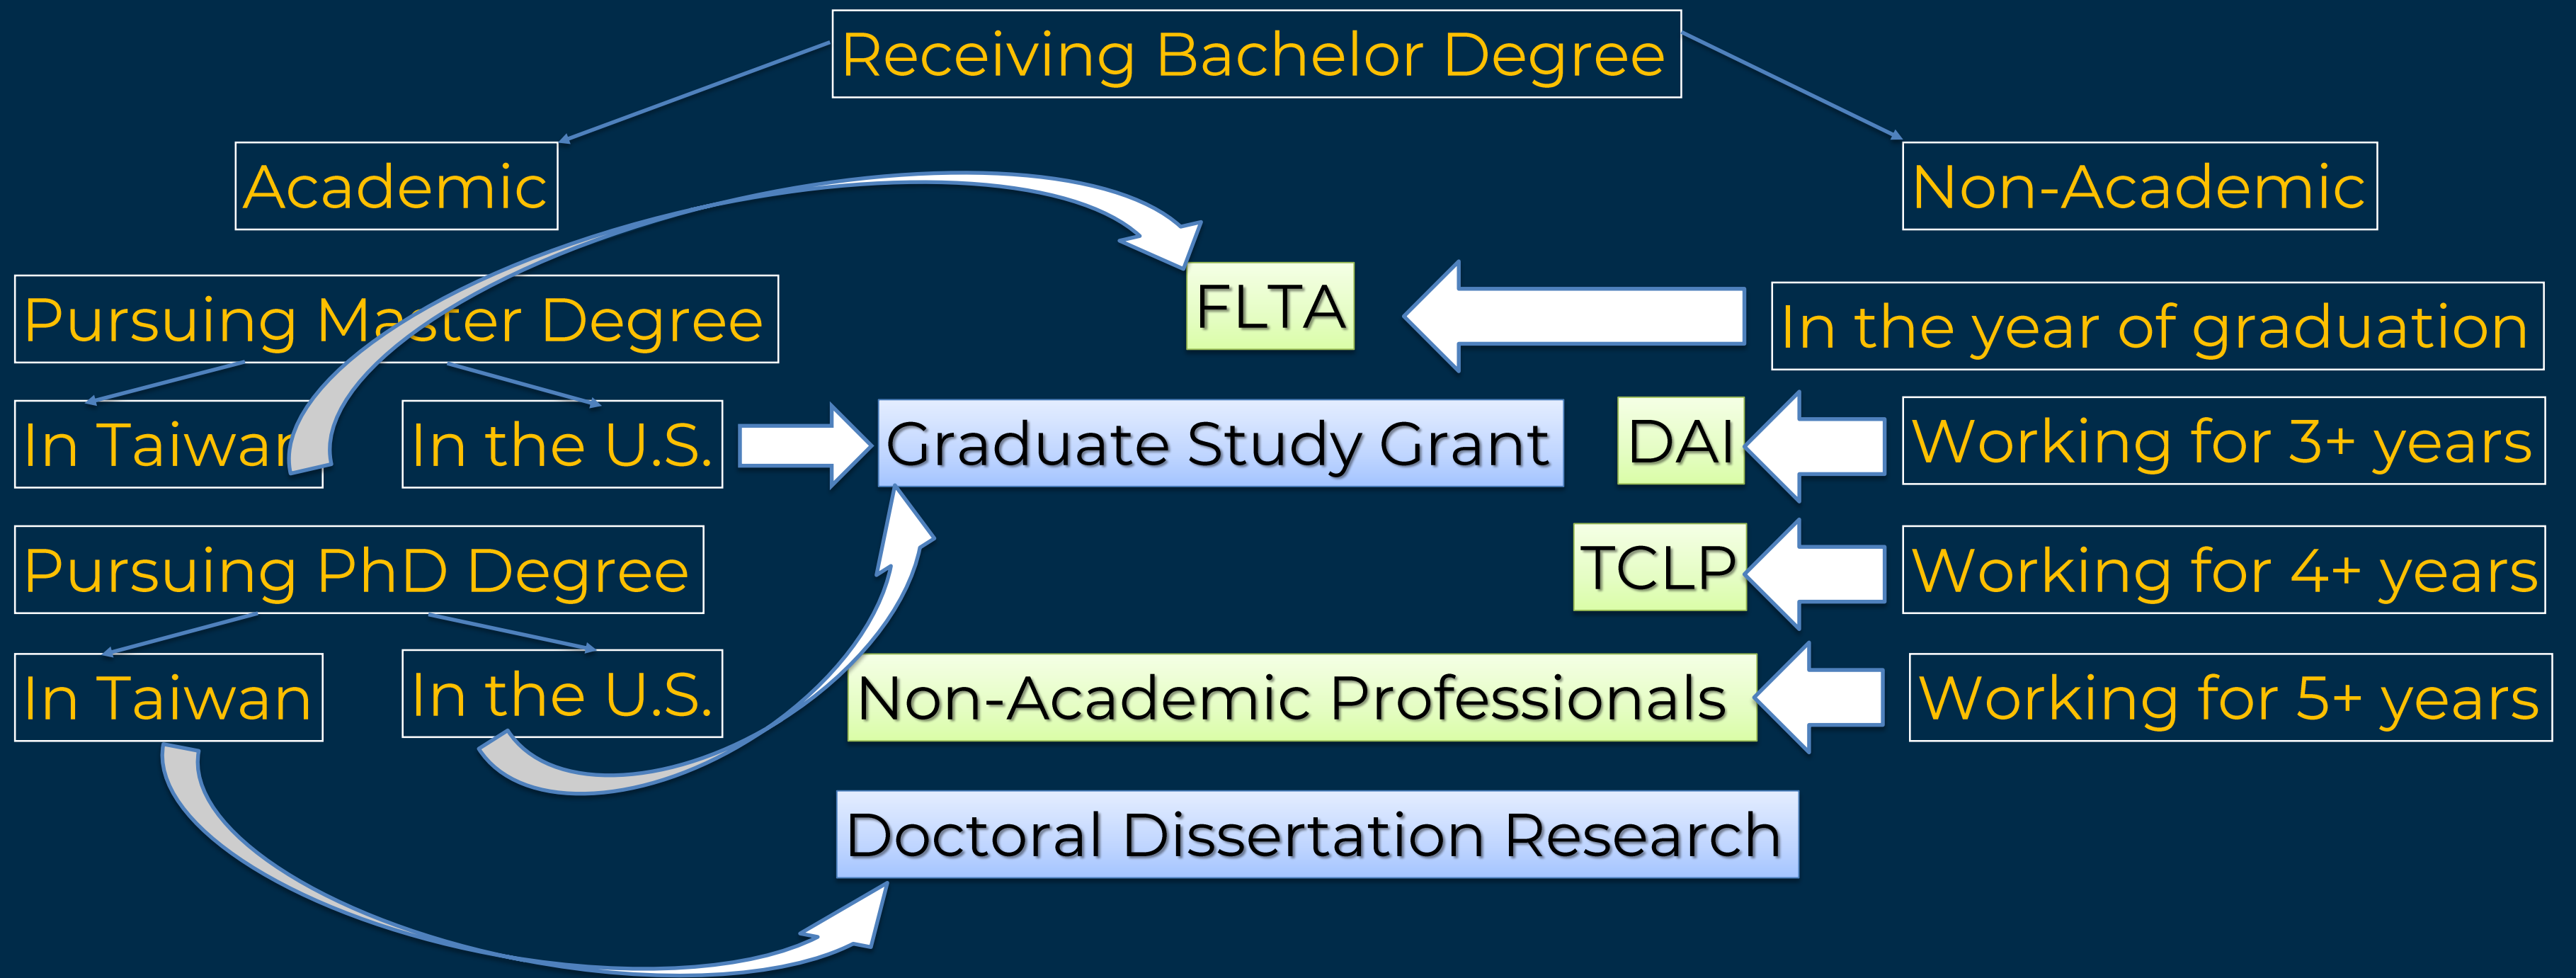 Receiving Bachelor Degree
Academic
Non-Academic
Pursuing Master Degree
FLTA
In the year of graduation
In Taiwan
In the U.S.
Graduate Study Grant
DAI
Working for 3+ years
Pursuing PhD Degree
TCLP
Working for 4+ years
In Taiwan
In the U.S.
Non-Academic Professionals
Working for 5+ years
Doctoral Dissertation Research